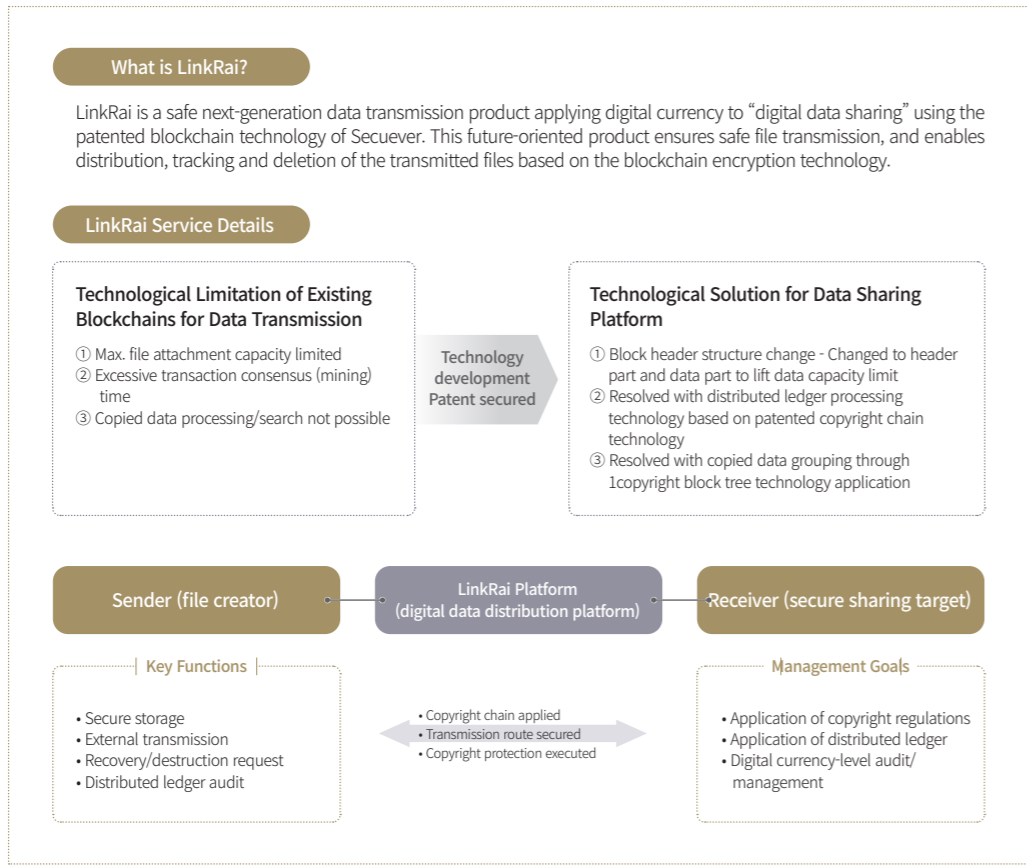 What is LinkRai?
LinkRai is a safe next-generation data transmission product applying digital currency to “digital data sharing” using the
patented blockchain technology of Secuever. This future-oriented product ensures safe file transmission, and enables
distribution, tracking and deletion of the transmitted files based on the blockchain encryption technology.
LinkRai Service Details
Technological Limitation of Existing
Blockchains for Data Transmission
① Max. file attachment capacity limited
② Excessive transaction consensus (mining)
time
③ Copied data processing/search not possible
Technology
development
Patent secured
Technological Solution for Data Sharing
Platform
① Block header structure change - Changed to header
part and data part to lift data capacity limit
② Resolved with distributed ledger processing
technology based on patented copyright chain
technology
③ Resolved with copied data grouping through
1copyright block tree technology application
Sender (file creator)
LinkRai Platform
(digital data distribution platform)
Receiver (secure sharing target)
Key Functions
• Secure storage
• External transmission
• Recovery/destruction request
• Distributed ledger audit
• Copyright chain applied
• Transmission route secured
• Copyright protection executed
Management Goals
• Application of copyright regulations
• Application of distributed ledger
• Digital currency-level audit/
management